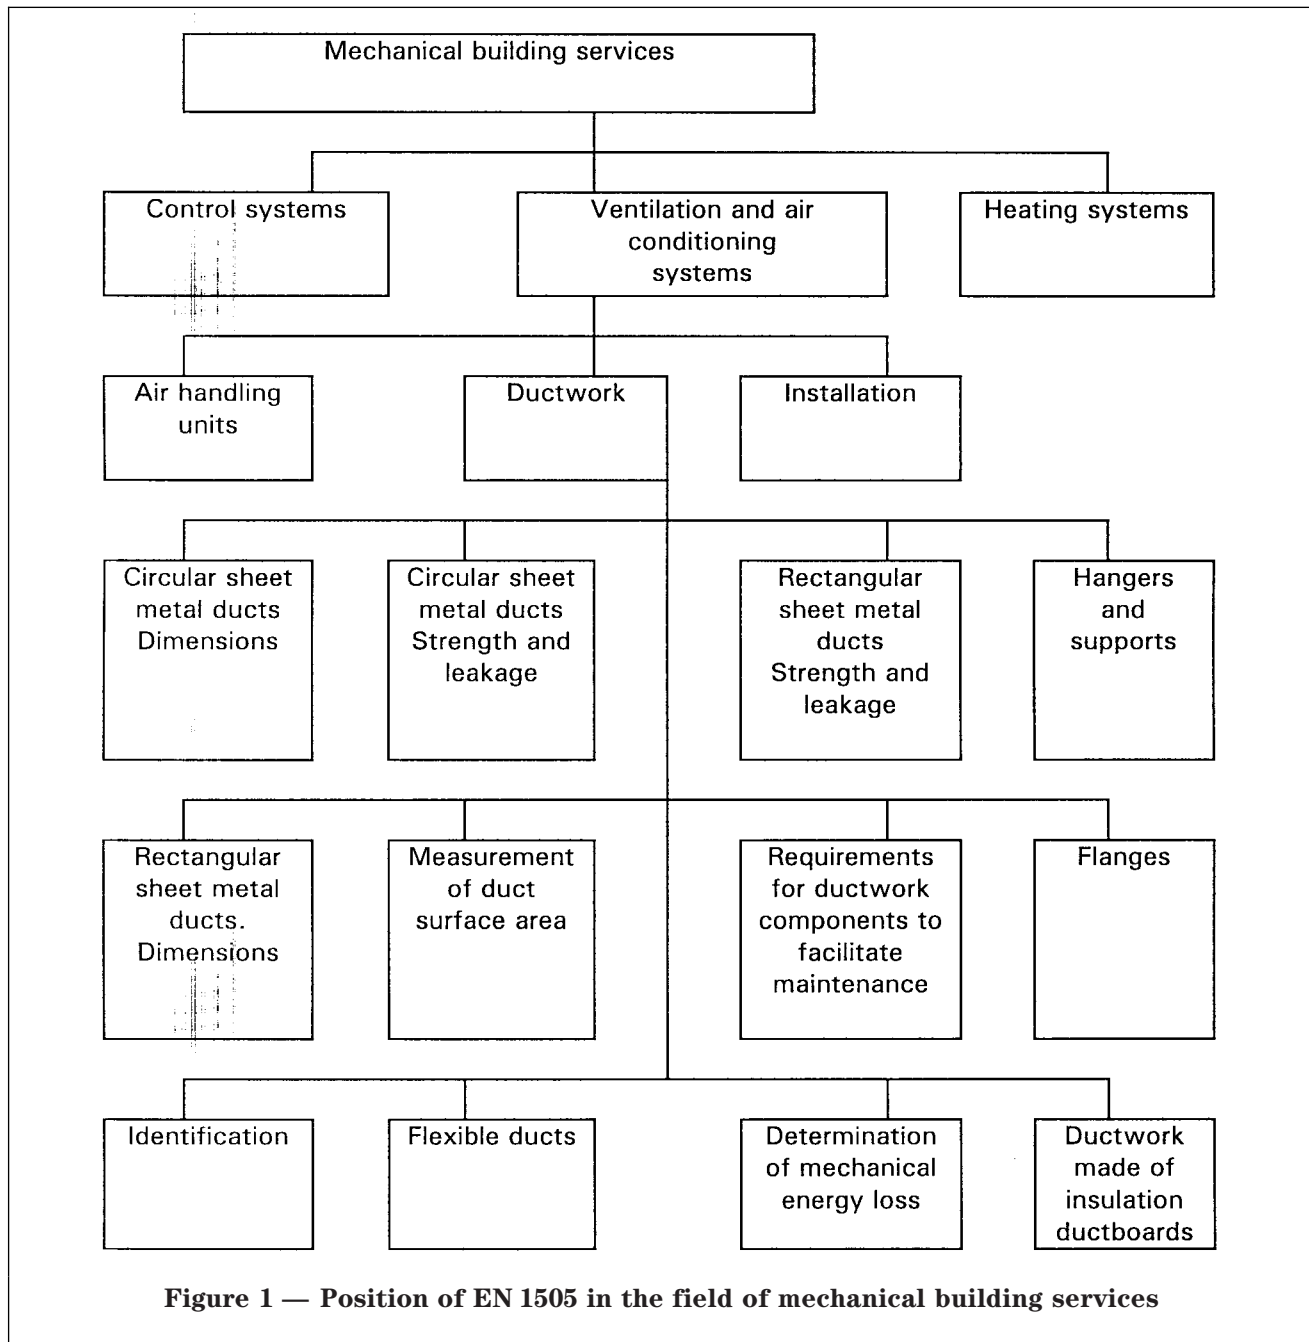 Mechanical building services
Control systems
Ventilation and air
conditioning
systems
Heating systems
Air handling
units
Ductwork
Installation
Circular sheet
metal ducts
Dimensions
Circular sheet
metal ducts
Strength and
leakage
Rectangular
sheet metal
ducts
Strength and
leakage
Hangers
and
supports
Rectangular
sheet metal
ducts.
Dimensions
Measurement
of duct
surface area
Requirements
for ductwork
components to
facilitate
maintenance
Flanges
Identification
Flexible ducts
Determination
of mechanical
energy loss
Ductwork
made of
insulation
ductboards
Figure 1 — Position of EN 1505 in the field of mechanical building services